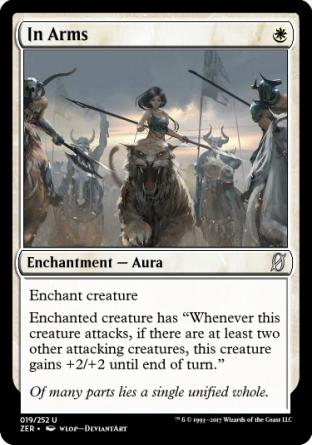 In Arms
Enchantment — Aura
Enchant creature
Enchanted creature has “Whenever this
creature attacks, if there are at least two
other attacking creatures, this creature
gains +2/+2 until end of turn.”
Of many parts lies a single unified whole.
019/252 U
ZER • WLOP—DEVIANTART
™ & © 1993–2017 Wizards of the Coast LLC